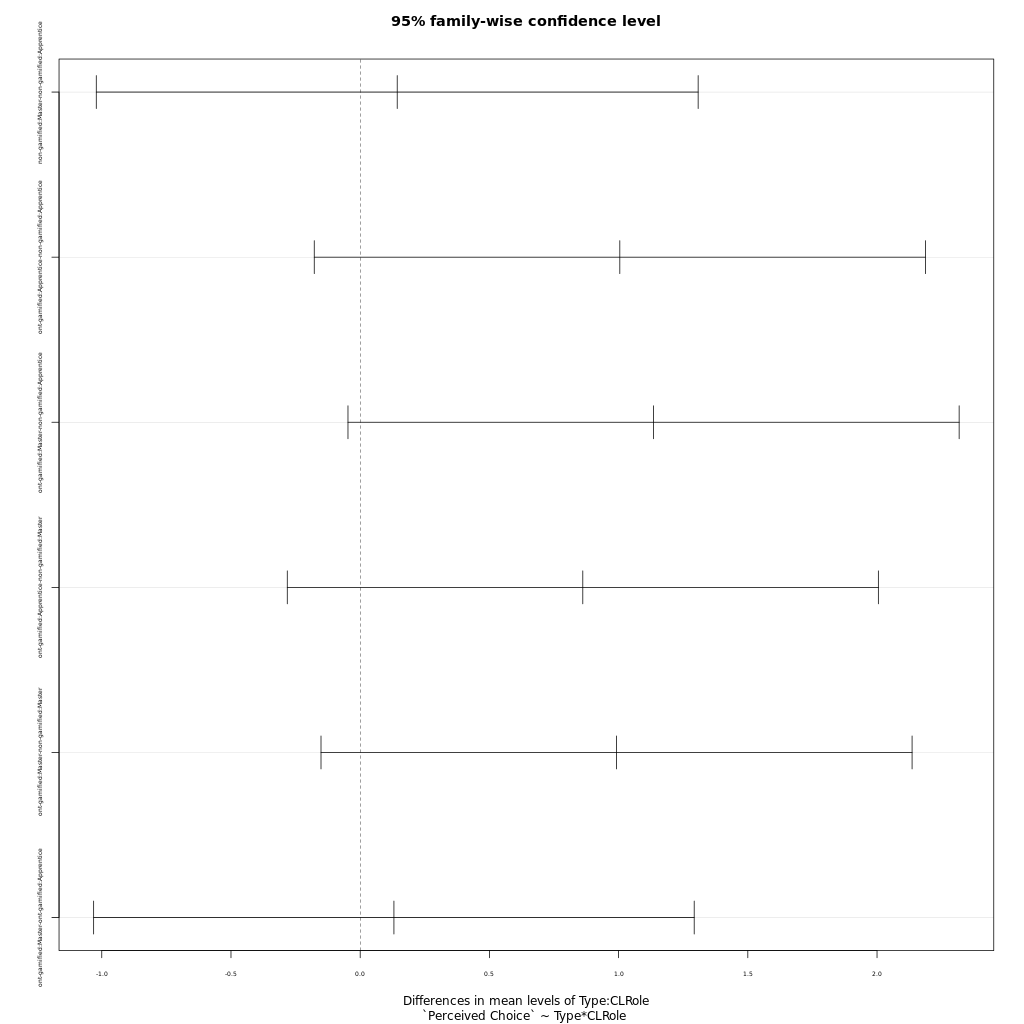 95% family-wise confidence level
non-gamified:Master-non-gamified:Apprentice
ont-gamified:Apprentice-non-gamified:Apprentice
ont-gamified:Master-non-gamified:Apprentice
ont-gamified:Apprentice-non-gamified:Master
ont-gamified:Master-non-gamified:Master
ont-gamified:Master-ont-gamified:Apprentice
-1.0 -0.5 0.0 0.5 1.0 1.5 2.0
Differences in mean levels of Type:CLRole
`Perceived Choice` ~ Type*CLRole